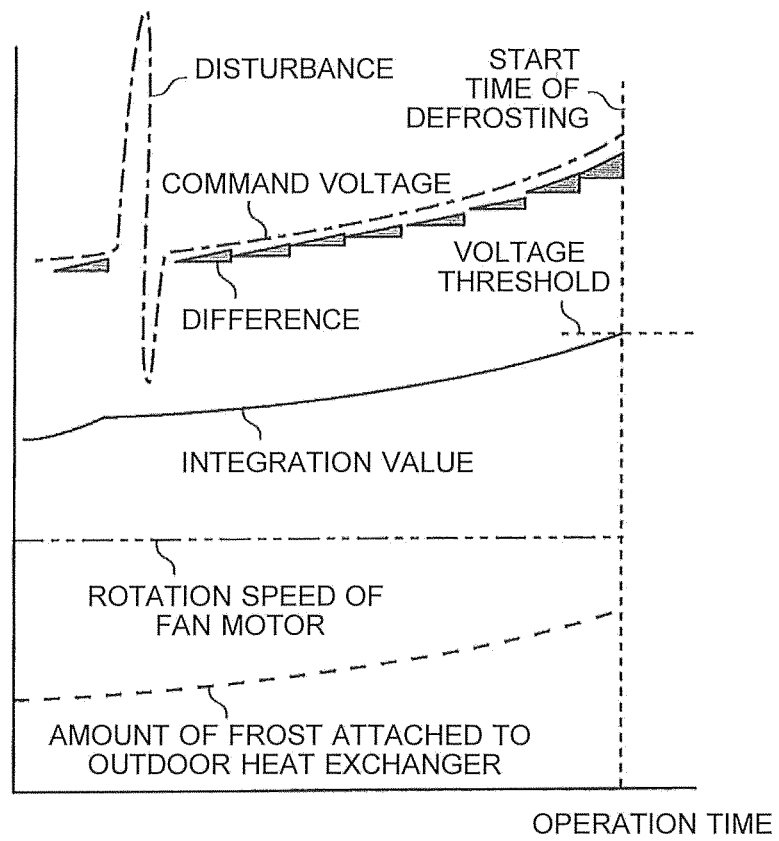 DISTURBANCE
START
TIME OF
DEFROSTING
COMMAND VOLTAGE
VOLTAGE
THRESHOLD
DIFFERENCE
INTEGRATION VALUE
ROTATION SPEED OF
FAN MOTOR
AMOUNT OF FROST ATTACHED TO
OUTDOOR HEAT EXCHANGER
OPERATION TIME